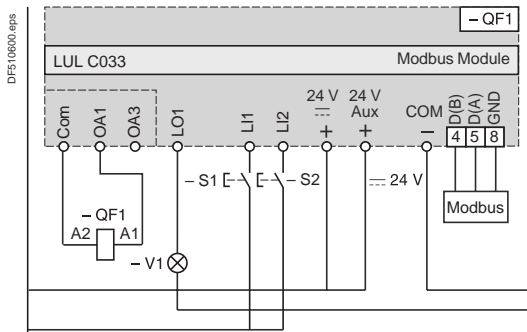 DF510600.eps
– QF1
LUL C033 Modbus Module
Com OA1 OA3 LO1 LI1 LI2 24 V + 24 V Aux + COM – D(B) D(A) GND
4 5 8
– S1 – S2 24 V
– QF1 Modbus
A2 A1
– V1